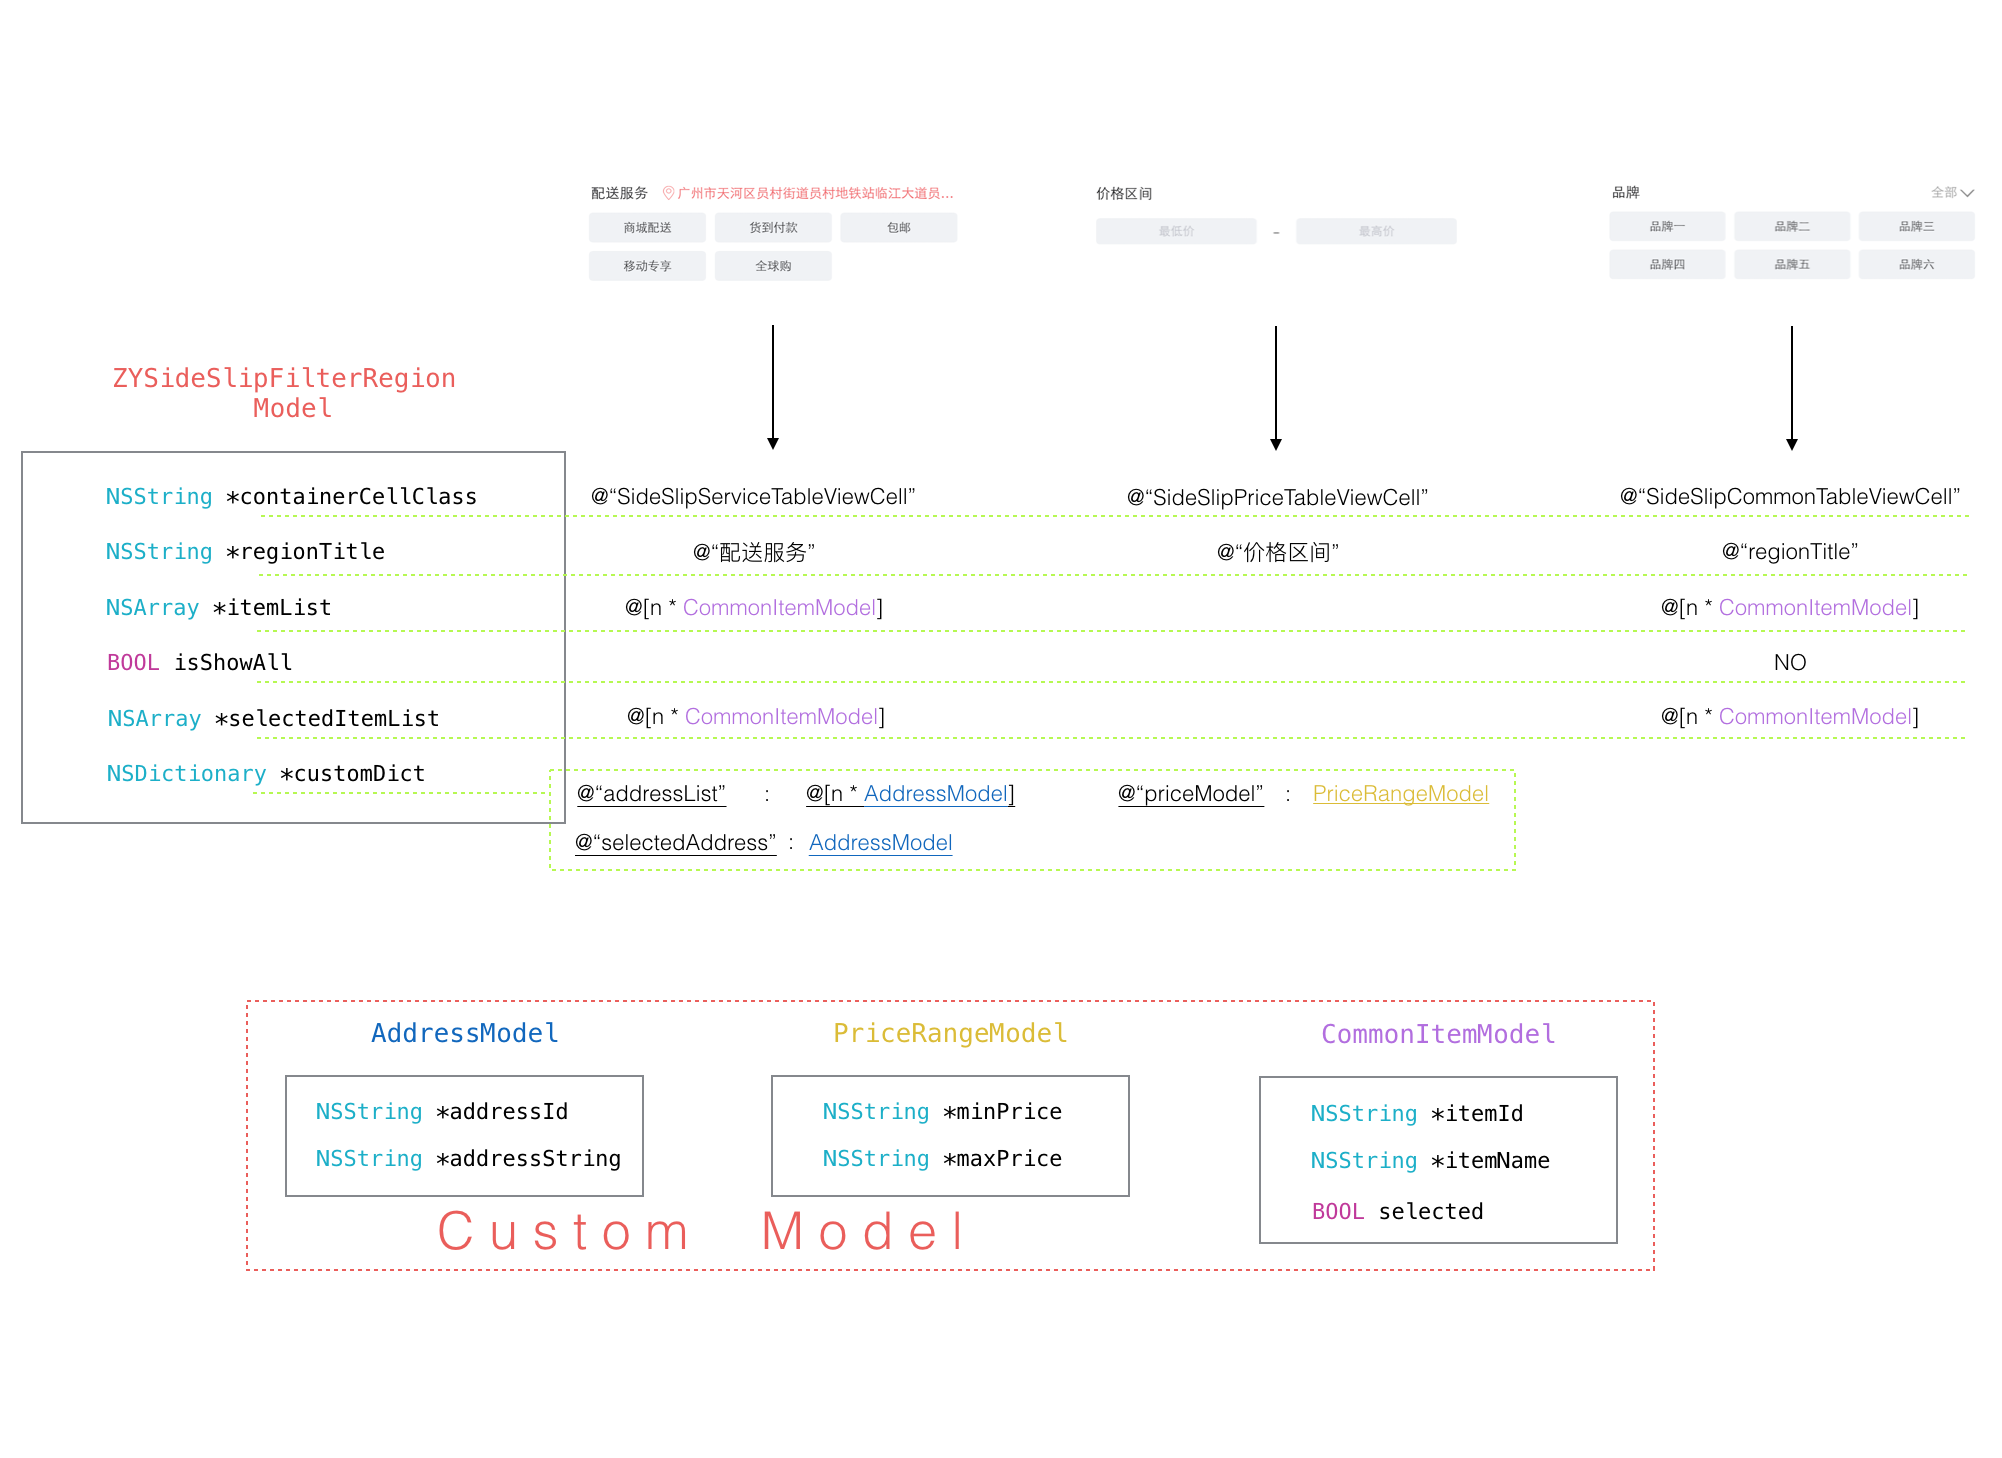 配送服务 广州市天河区员村街道员村地铁站临江大道员...
商城配送 货到付款 包邮
移动专享 全球购
价格区间
最低价 - 最高价
品牌 全部
品牌一 品牌二 品牌三
品牌四 品牌五 品牌六
ZYSideSlipFilterRegion
Model
NSString *containerCellClass @“SideSlipServiceTableViewCell” @“SideSlipPriceTableViewCell” @“SideSlipCommonTableViewCell”
NSString *regionTitle @“配送服务” @“价格区间” @“regionTitle”
NSArray *itemList @[n * CommonItemModel] @[n * CommonItemModel]
BOOL isShowAll NO
NSArray *selectedItemList @[n * CommonItemModel] @[n * CommonItemModel]
NSDictionary *customDict
@“addressList” : @[n * AddressModel] @“priceModel” : PriceRangeModel
@“selectedAddress” : AddressModel
AddressModel
NSString *addressId
NSString *addressString
PriceRangeModel
NSString *minPrice
NSString *maxPrice
CommonItemModel
NSString *itemId
NSString *itemName
BOOL selected
Custom Model